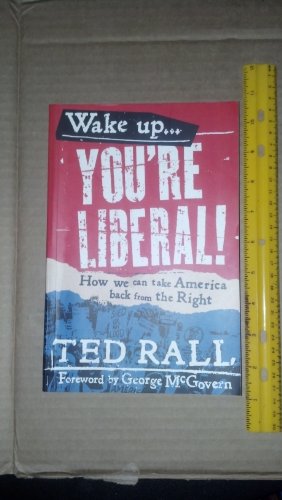 Wake up...
YOU'RE
LIBERAL!
How we can take America
back from the Right
TED RALL
Foreword by George McGovern